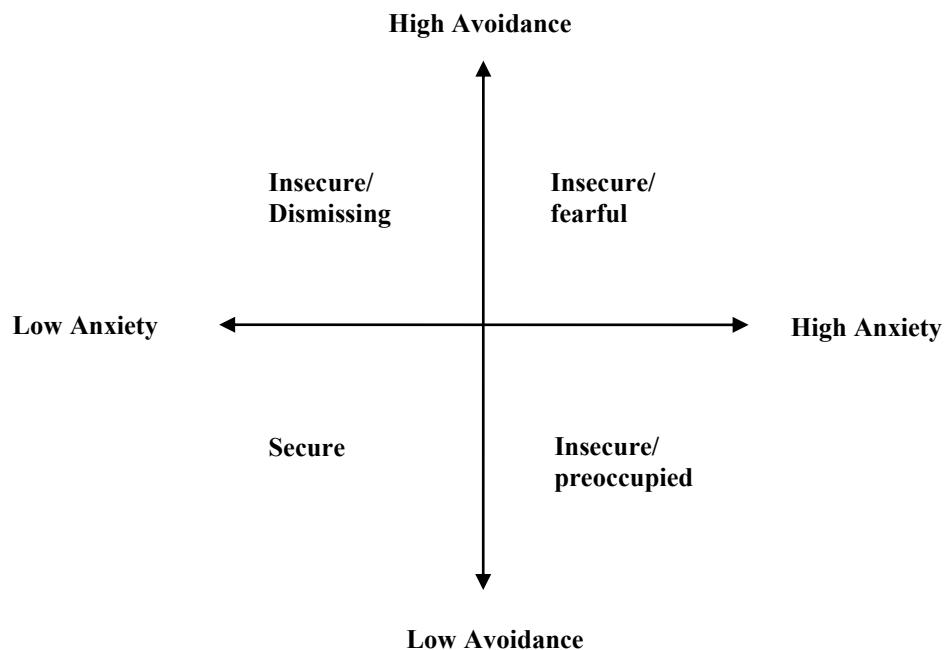 High Avoidance
Insecure/
Dismissing
Insecure/
fearful
Low Anxiety
High Anxiety
Secure
Insecure/
preoccupied
Low Avoidance